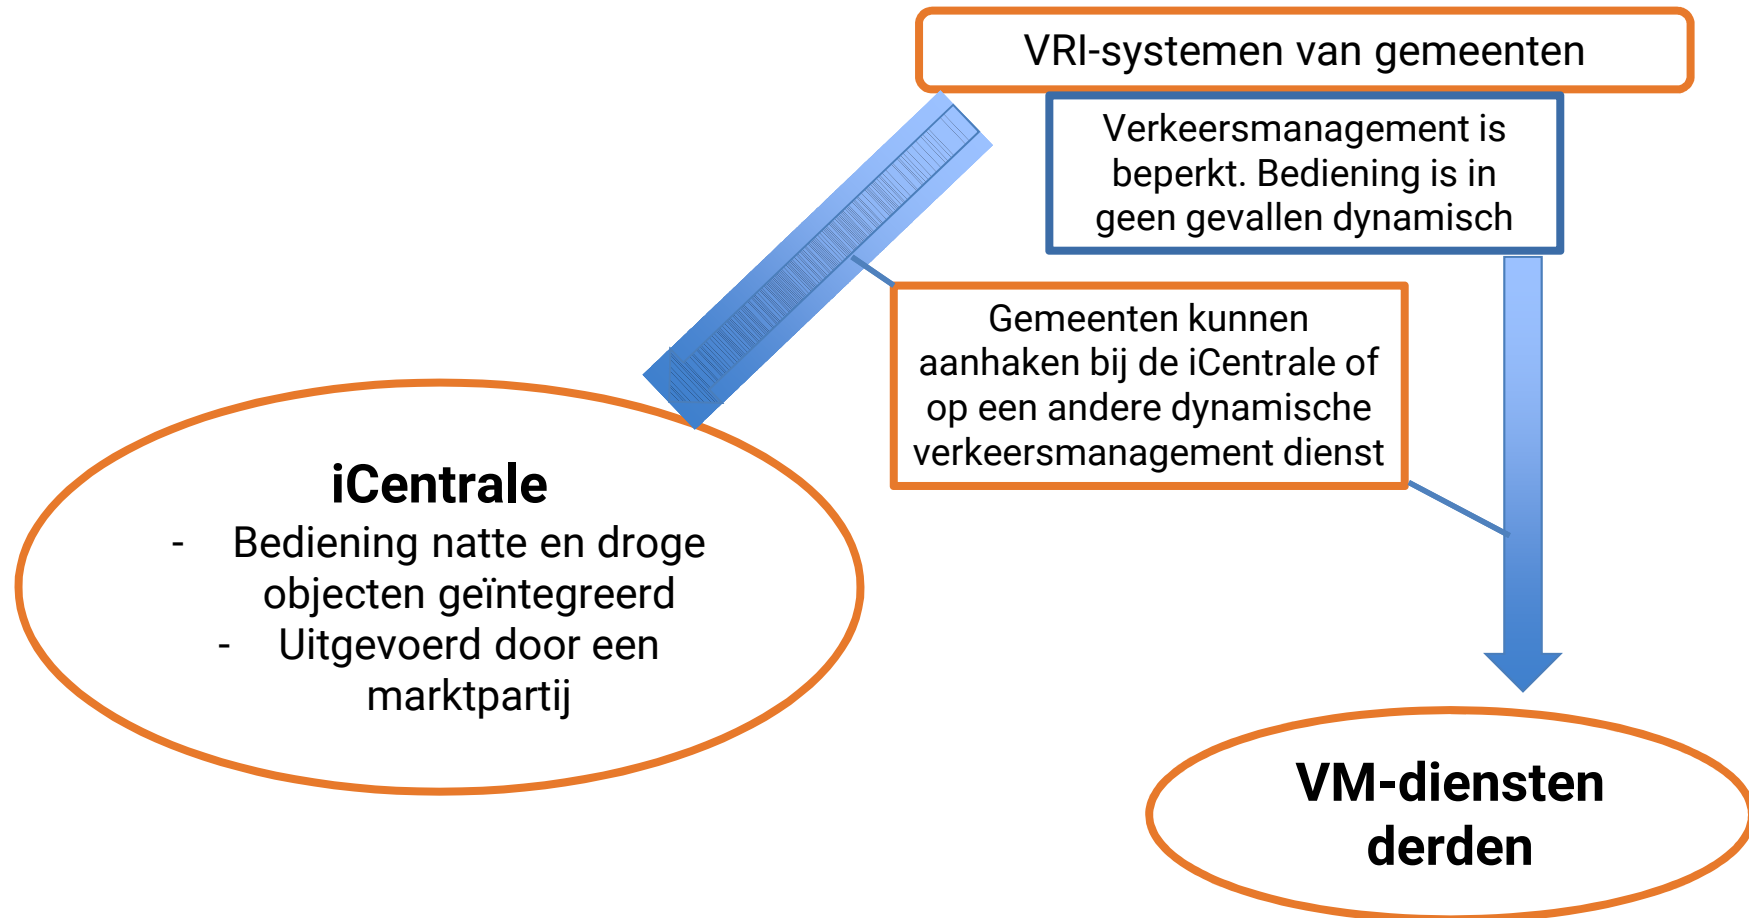 VRI-systemen van gemeenten
Verkeersmanagement is
beperkt. Bediening is in
geen gevallen dynamisch
Gemeenten kunnen
aanhaken bij de iCentrale of
op een andere dynamische
verkeersmanagement dienst
iCentrale
- Bediening natte en droge
objecten geïntegreerd
- Uitgevoerd door een
marktpartij
VM-diensten
derden